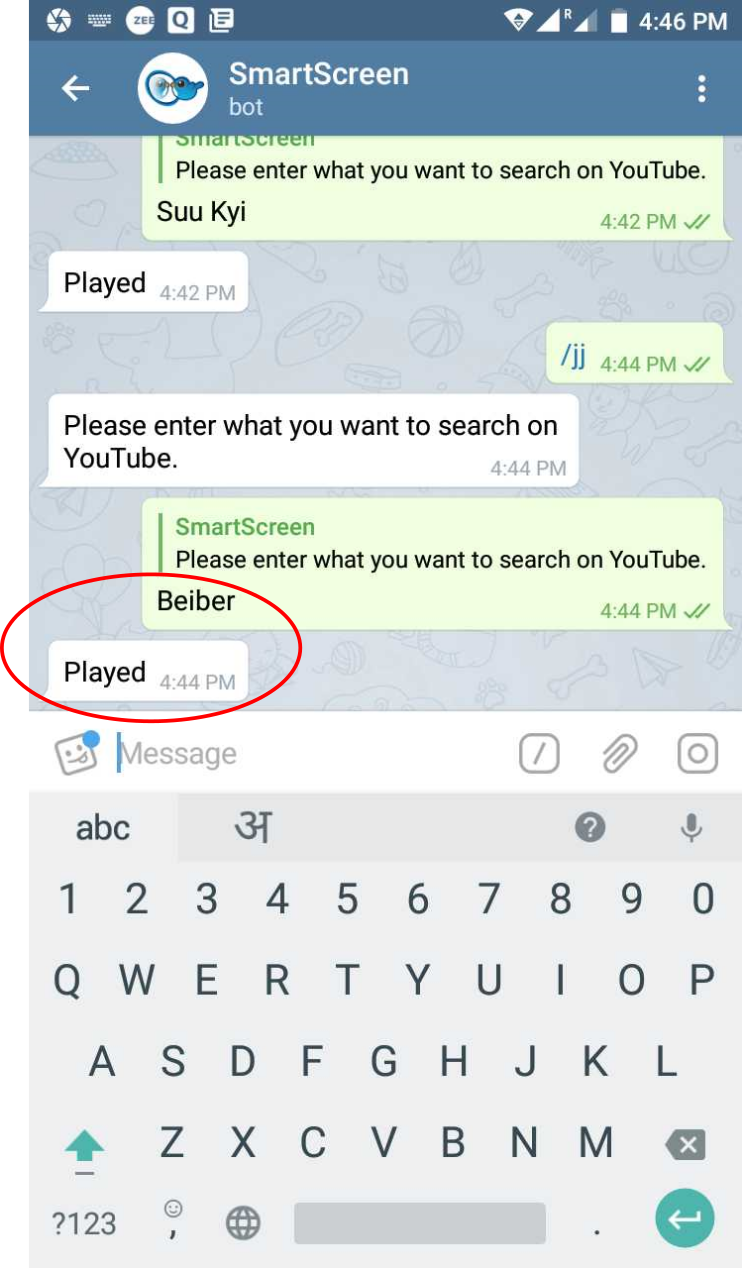 ZEE Q R 4:46 PM
SmartScreen
bot
SmartScreen
Please enter what you want to search on YouTube.
Suu Kyi 4:42 PM
Played 4:42 PM
/jj 4:44 PM
Please enter what you want to search on
YouTube. 4:44 PM
SmartScreen
Please enter what you want to search on YouTube.
Beiber 4:44 PM
Played 4:44 PM
Message /
abc अ ?
1 2 3 4 5 6 7 8 9 0
Q W E R T Y U I O P
A S D F G H J K L
Z X C V B N M
?123 , .